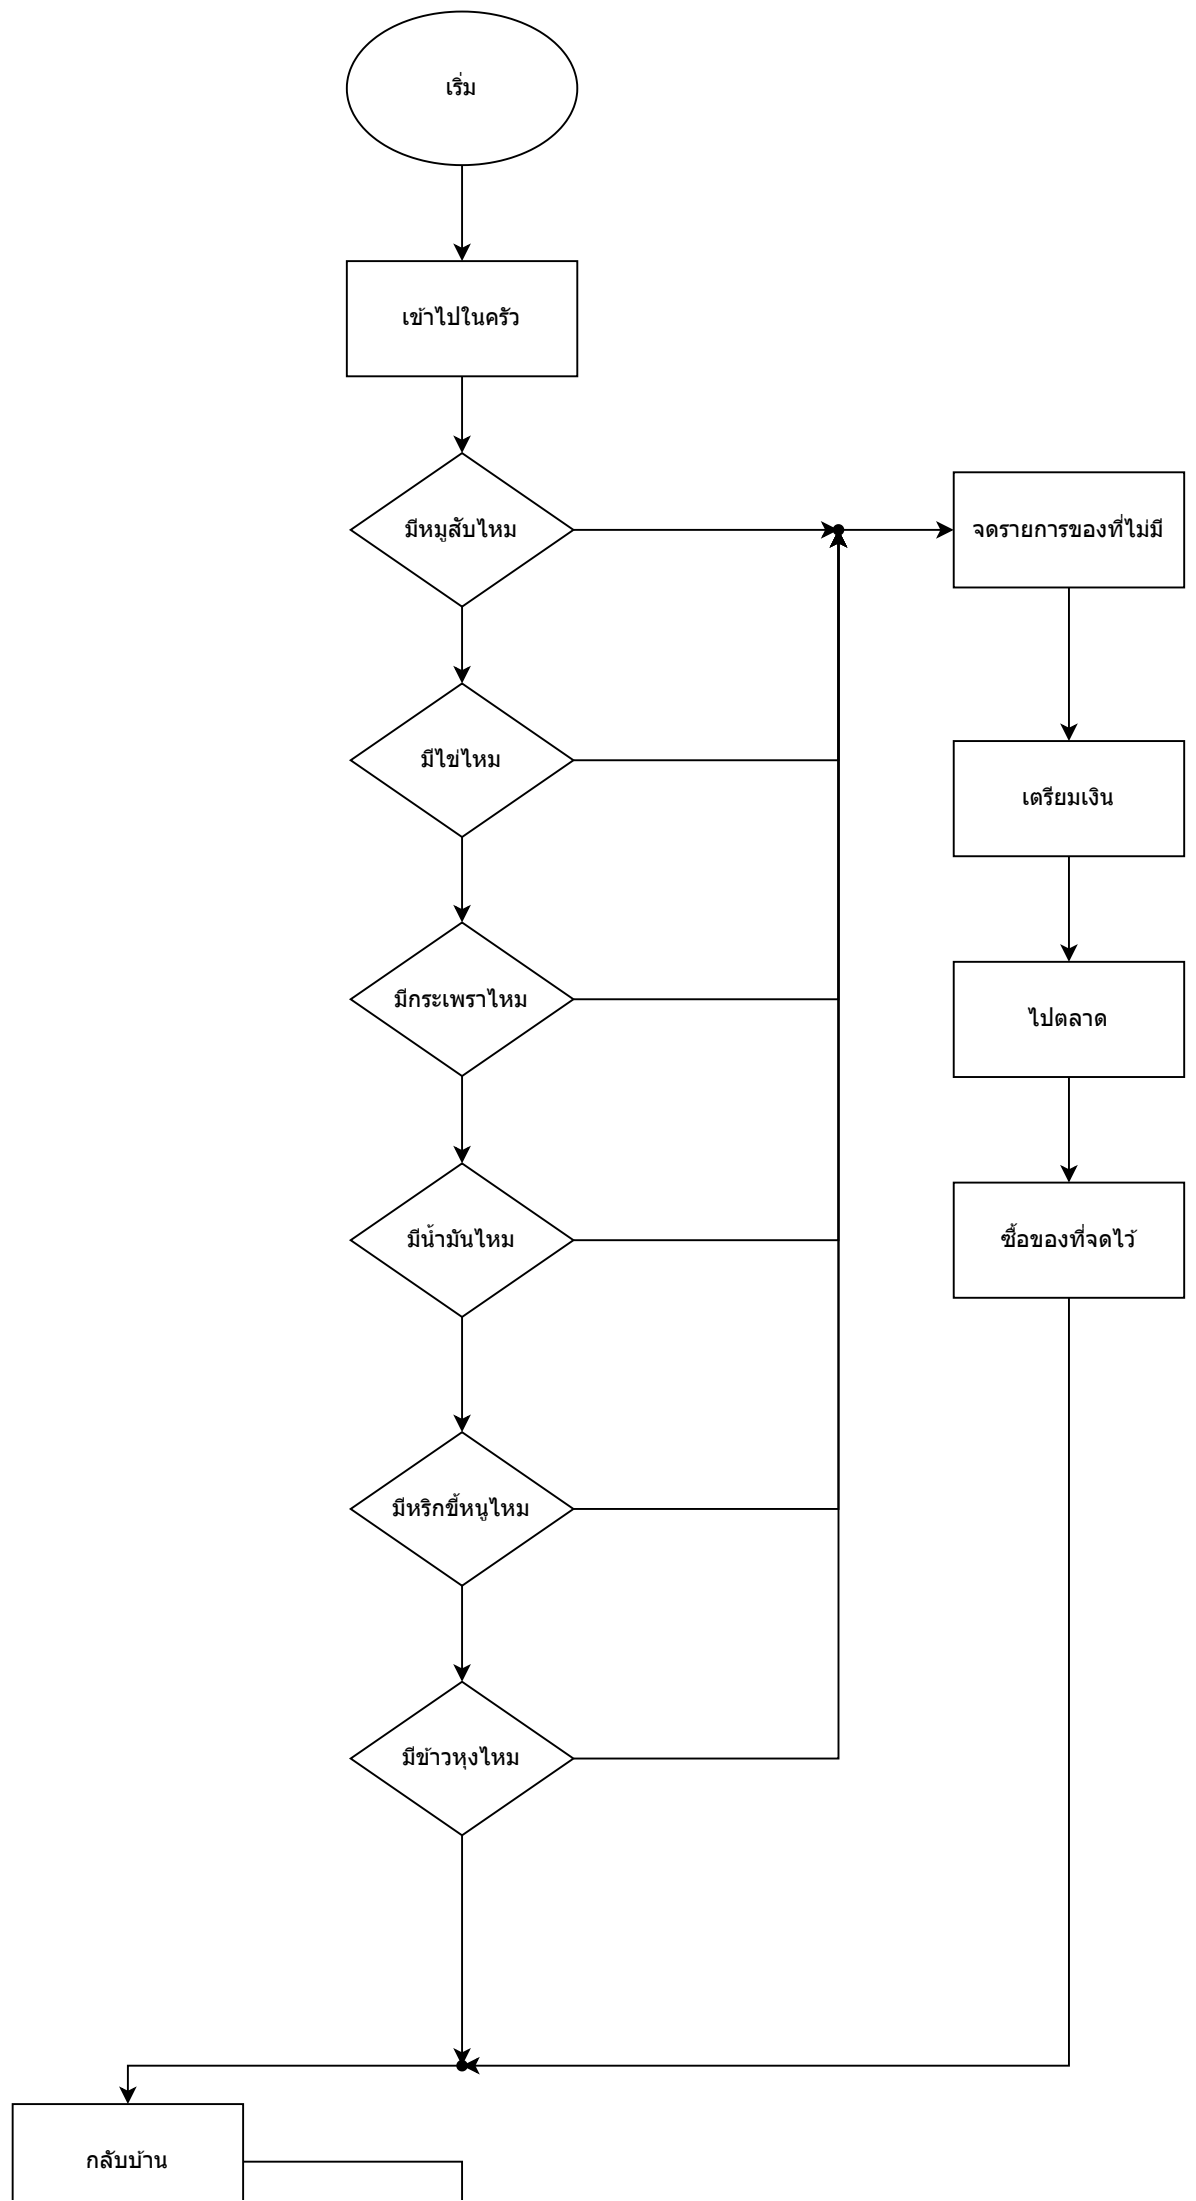 เริ่ม
เข้าไปในครัว
มีหมูสับไหม
จดรายการของที่ไม่มี
มีไข่ไหม
เตรียมเงิน
มีกระเพราไหม
ไปตลาด
มีน้ำมันไหม
ซื้อของที่จดไว้
มีหริกขี้หนูไหม
มีข้าวหุงไหม
กลับบ้าน